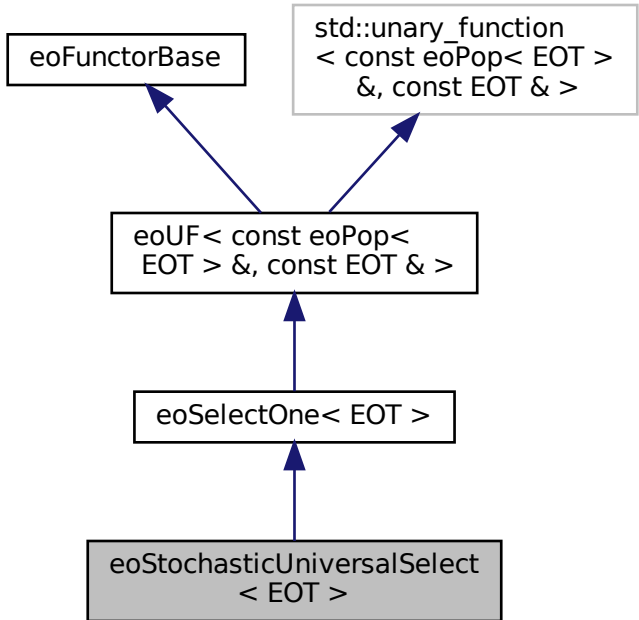 eoFunctorBase
std::unary_function
< const eoPop< EOT >
&, const EOT & >
eoUF< const eoPop<
EOT > &, const EOT & >
eoSelectOne< EOT >
eoStochasticUniversalSelect
< EOT >